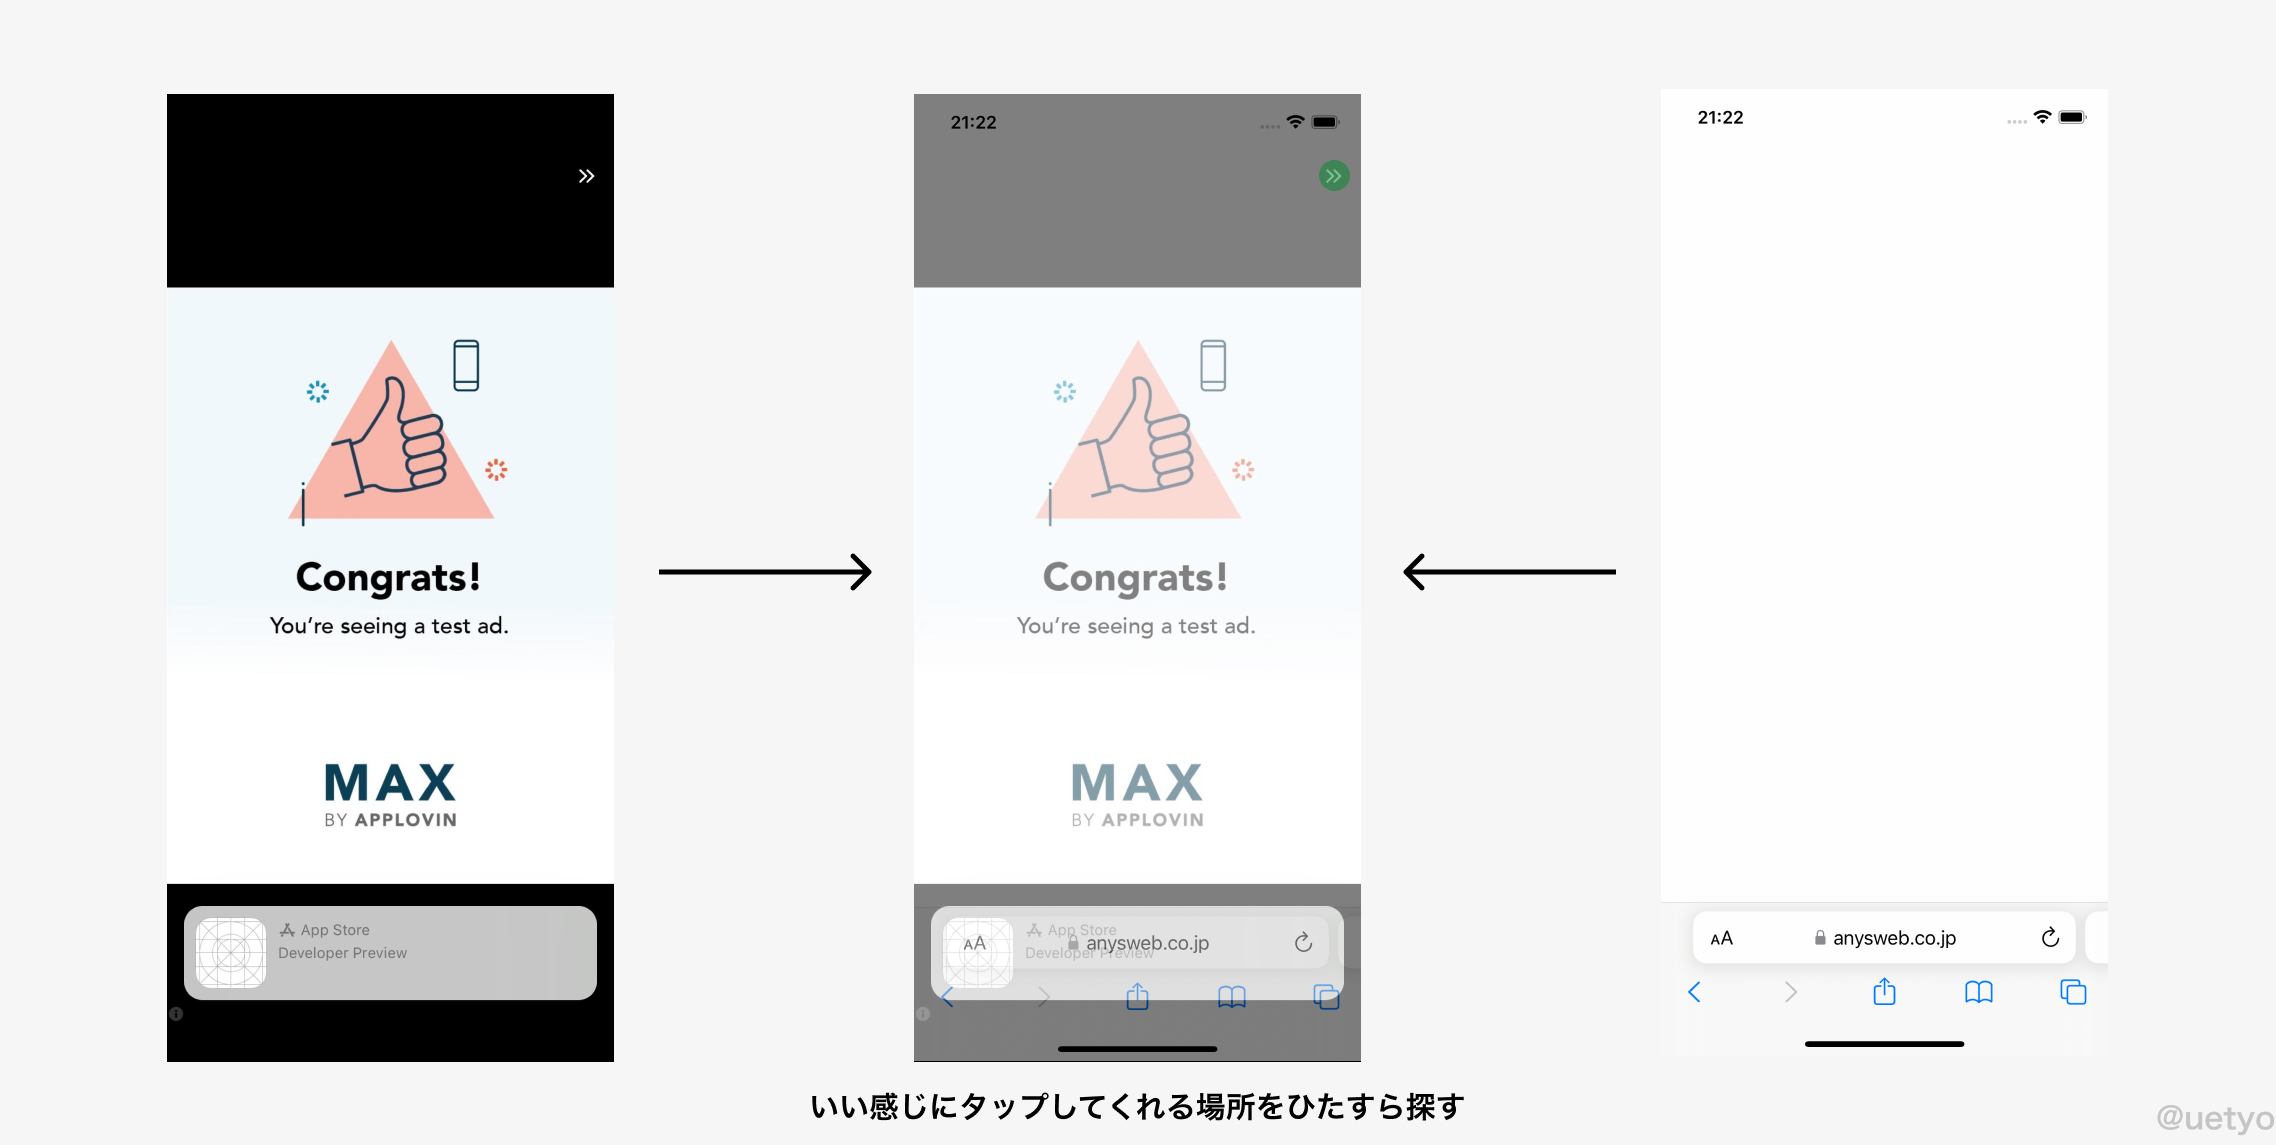 Congrats!
You're seeing a test ad.
MAX
BY APPLOVIN
App Store
Developer Preview
21:22
Congrats!
You're seeing a test ad.
MAX
BY APPLOVIN
App Store
AA anysweb.co.jp
Developer Preview
21:22
AA anysweb.co.jp
いい感じにタップしてくれる場所をひたすら探す
@uetyo